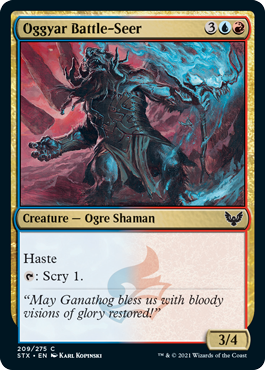 Oggyar Battle-Seer 3
Creature — Ogre Shaman
Haste
: Scry 1.
"May Ganathog bless us with bloody
visions of glory restored!"
3/4
209/275 C
STX • EN Karl Kopinski ™ & © 2021 Wizards of the Coast